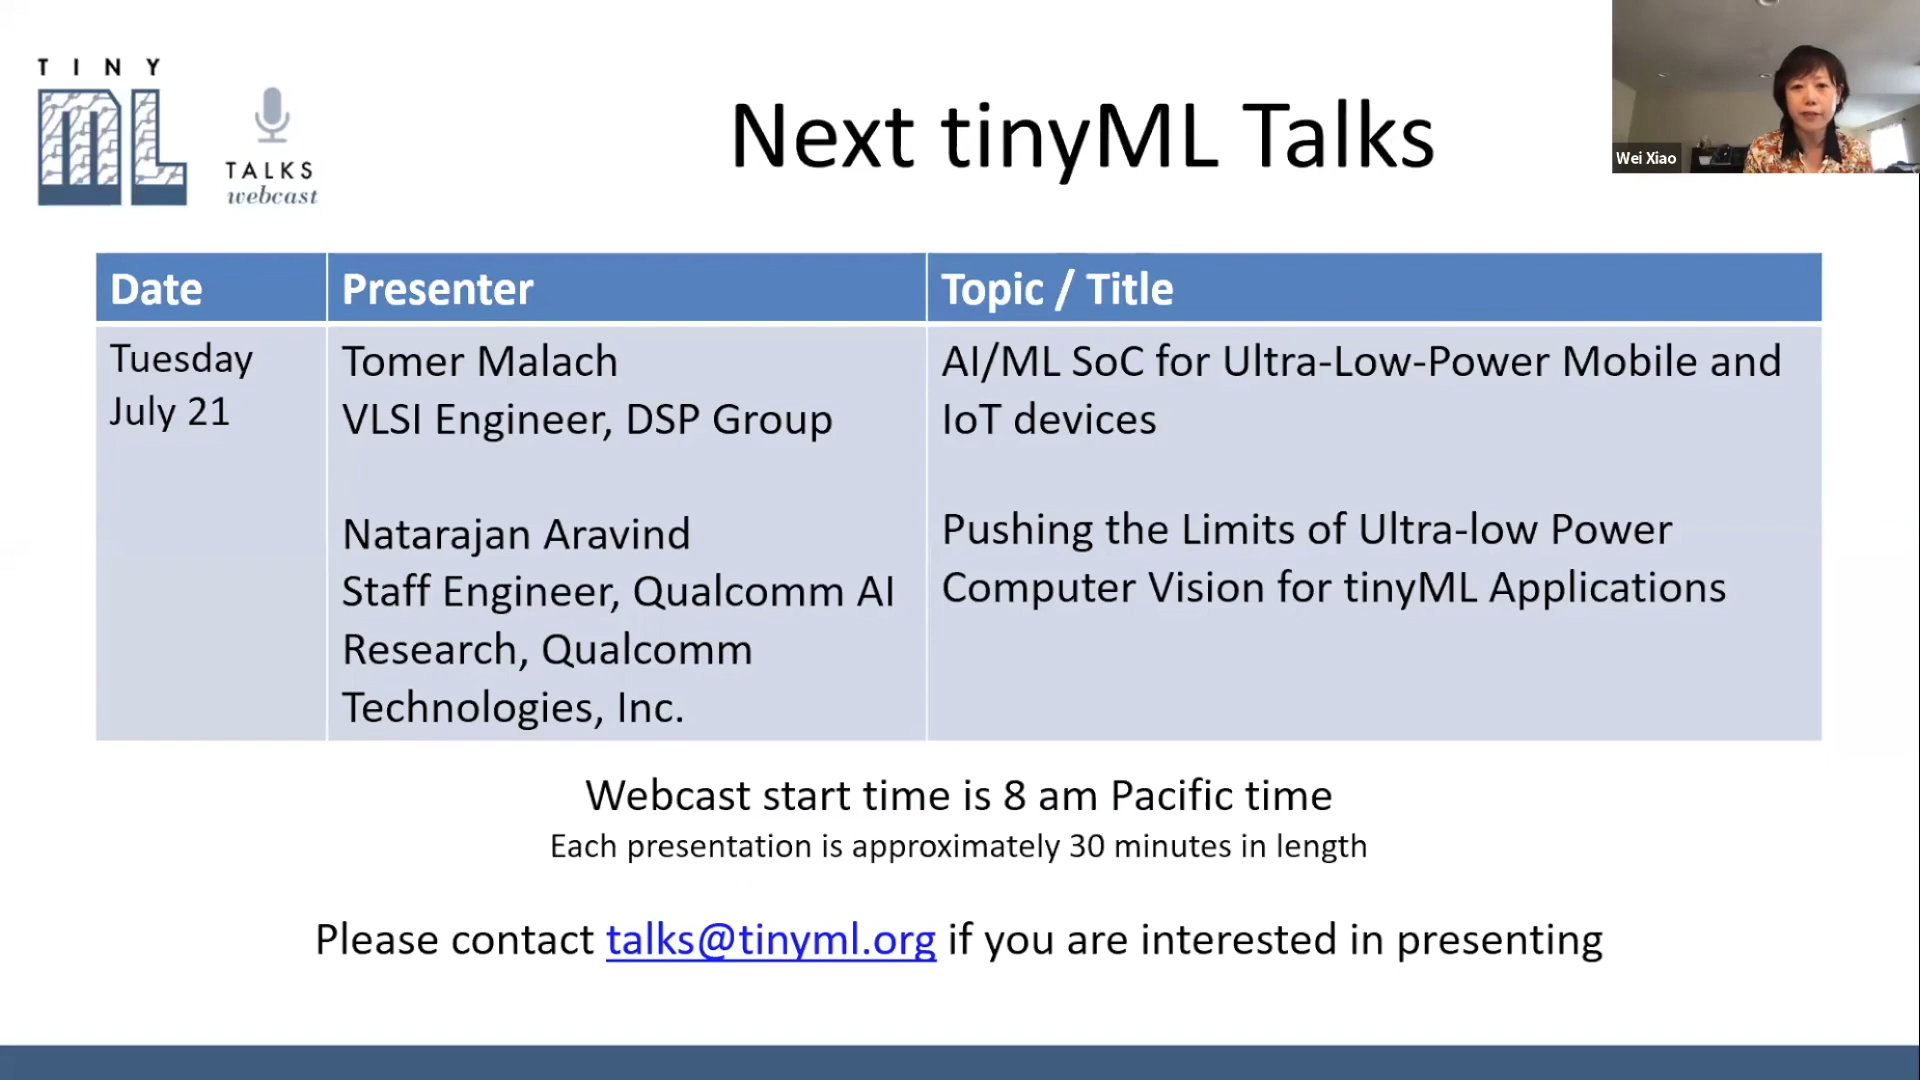 TINY
ML
TALKS
webcast
Next tinyML Talks
Wei Xiao
Date
Presenter
Topic / Title
Tuesday
July 21
Tomer Malach
VLSI Engineer, DSP Group
AI/ML SoC for Ultra-Low-Power Mobile and
IoT devices
Natarajan Aravind
Staff Engineer, Qualcomm AI
Research, Qualcomm
Technologies, Inc.
Pushing the Limits of Ultra-low Power
Computer Vision for tinyML Applications
Webcast start time is 8 am Pacific time
Each presentation is approximately 30 minutes in length
Please contact talks@tinyml.org if you are interested in presenting